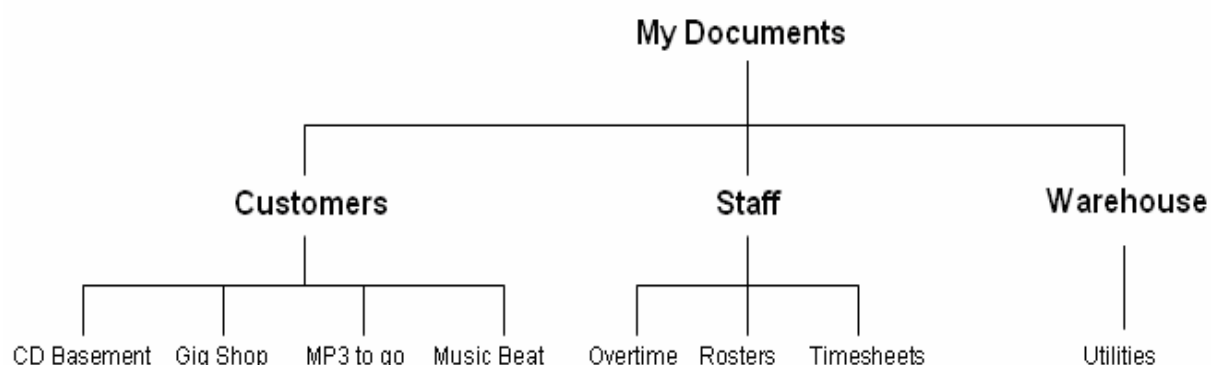 My Documents
Customers Staff Warehouse
CD Basement Gig Shop MP3 to go Music Beat Overtime Rosters Timesheets Utilities